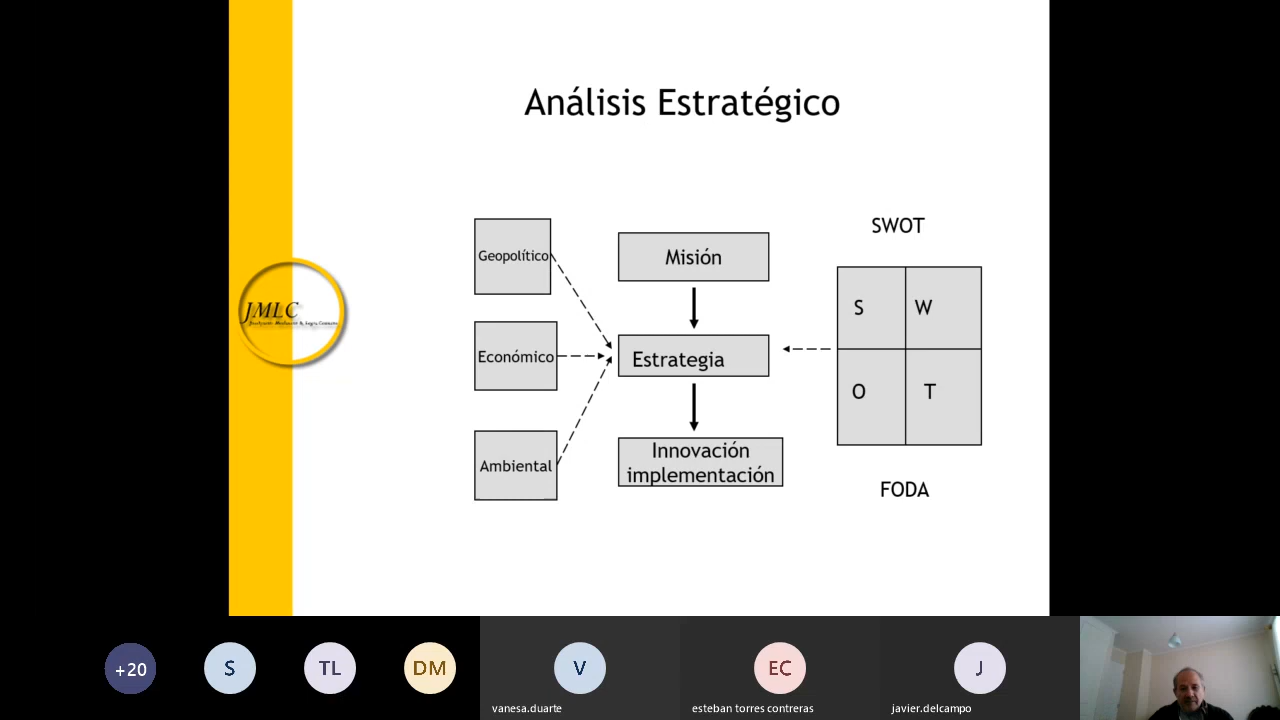 Análisis Estratégico
SWOT
Geopolítico
Misión
S W
JMLC
Económico
Estrategia
O T
Innovación
implementación
Ambiental
FODA
+20
S
TL
DM
V
EC
J
vanesa.duarte
esteban torres contreras
javier.delcampo